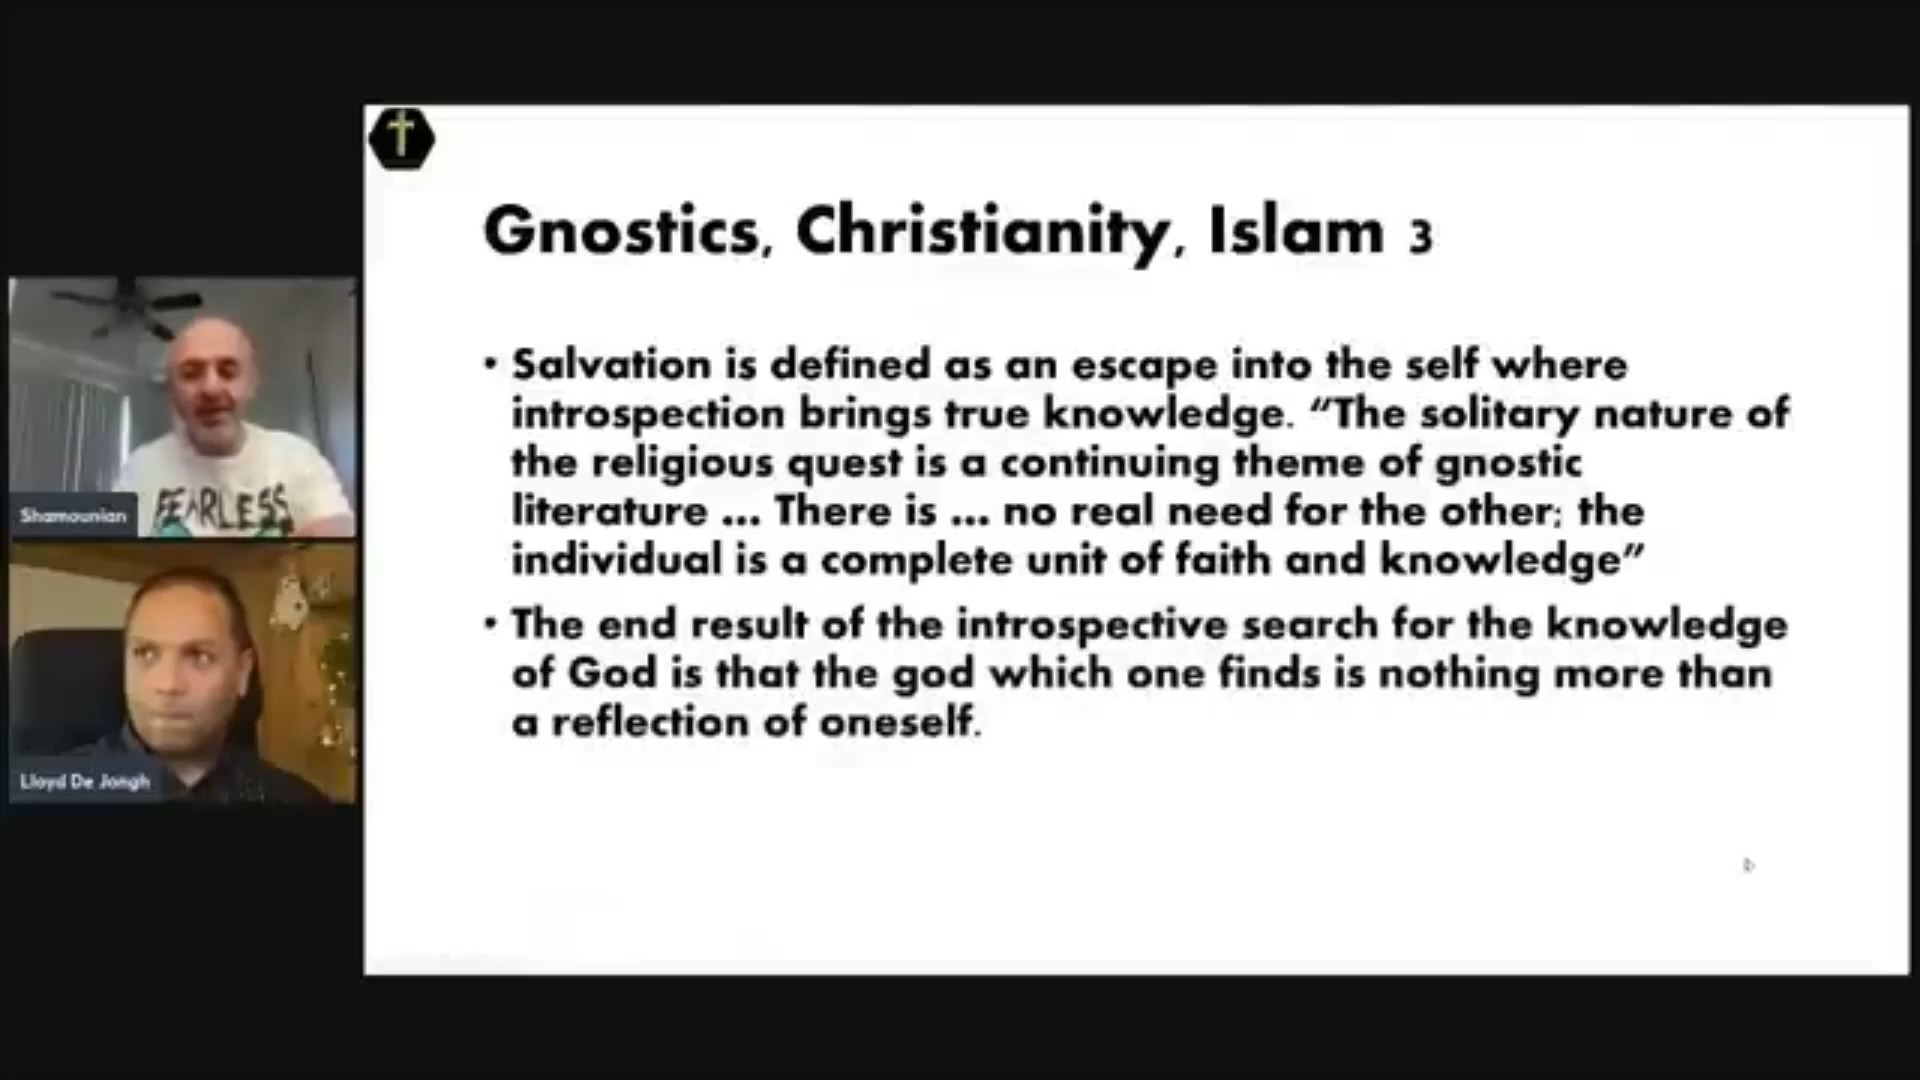 Gnostics, Christianity, Islam 3
• Salvation is defined as an escape into the self where
introspection brings true knowledge. “The solitary nature of
the religious quest is a continuing theme of gnostic
literature ... There is ... no real need for the other; the
individual is a complete unit of faith and knowledge”
• The end result of the introspective search for the knowledge
of God is that the god which one finds is nothing more than
a reflection of oneself.
FEARLESS
Shamounian
Lloyd De Jongh